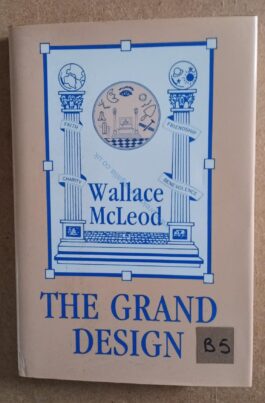 FAITH
FRIENDSHIP
CHARITY
BENEVOLENCE
Wallace
McLeod
THE GRAND
DESIGN
B5